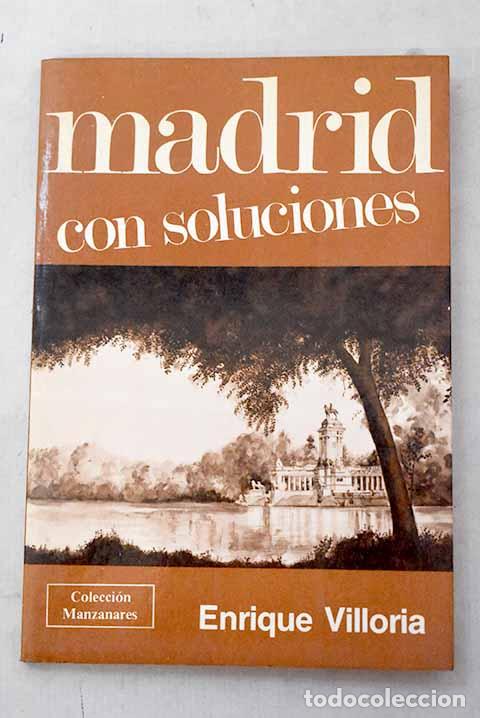 madrid
con soluciones
Colección
Manzanares
Enrique Villoria
todocoleccion